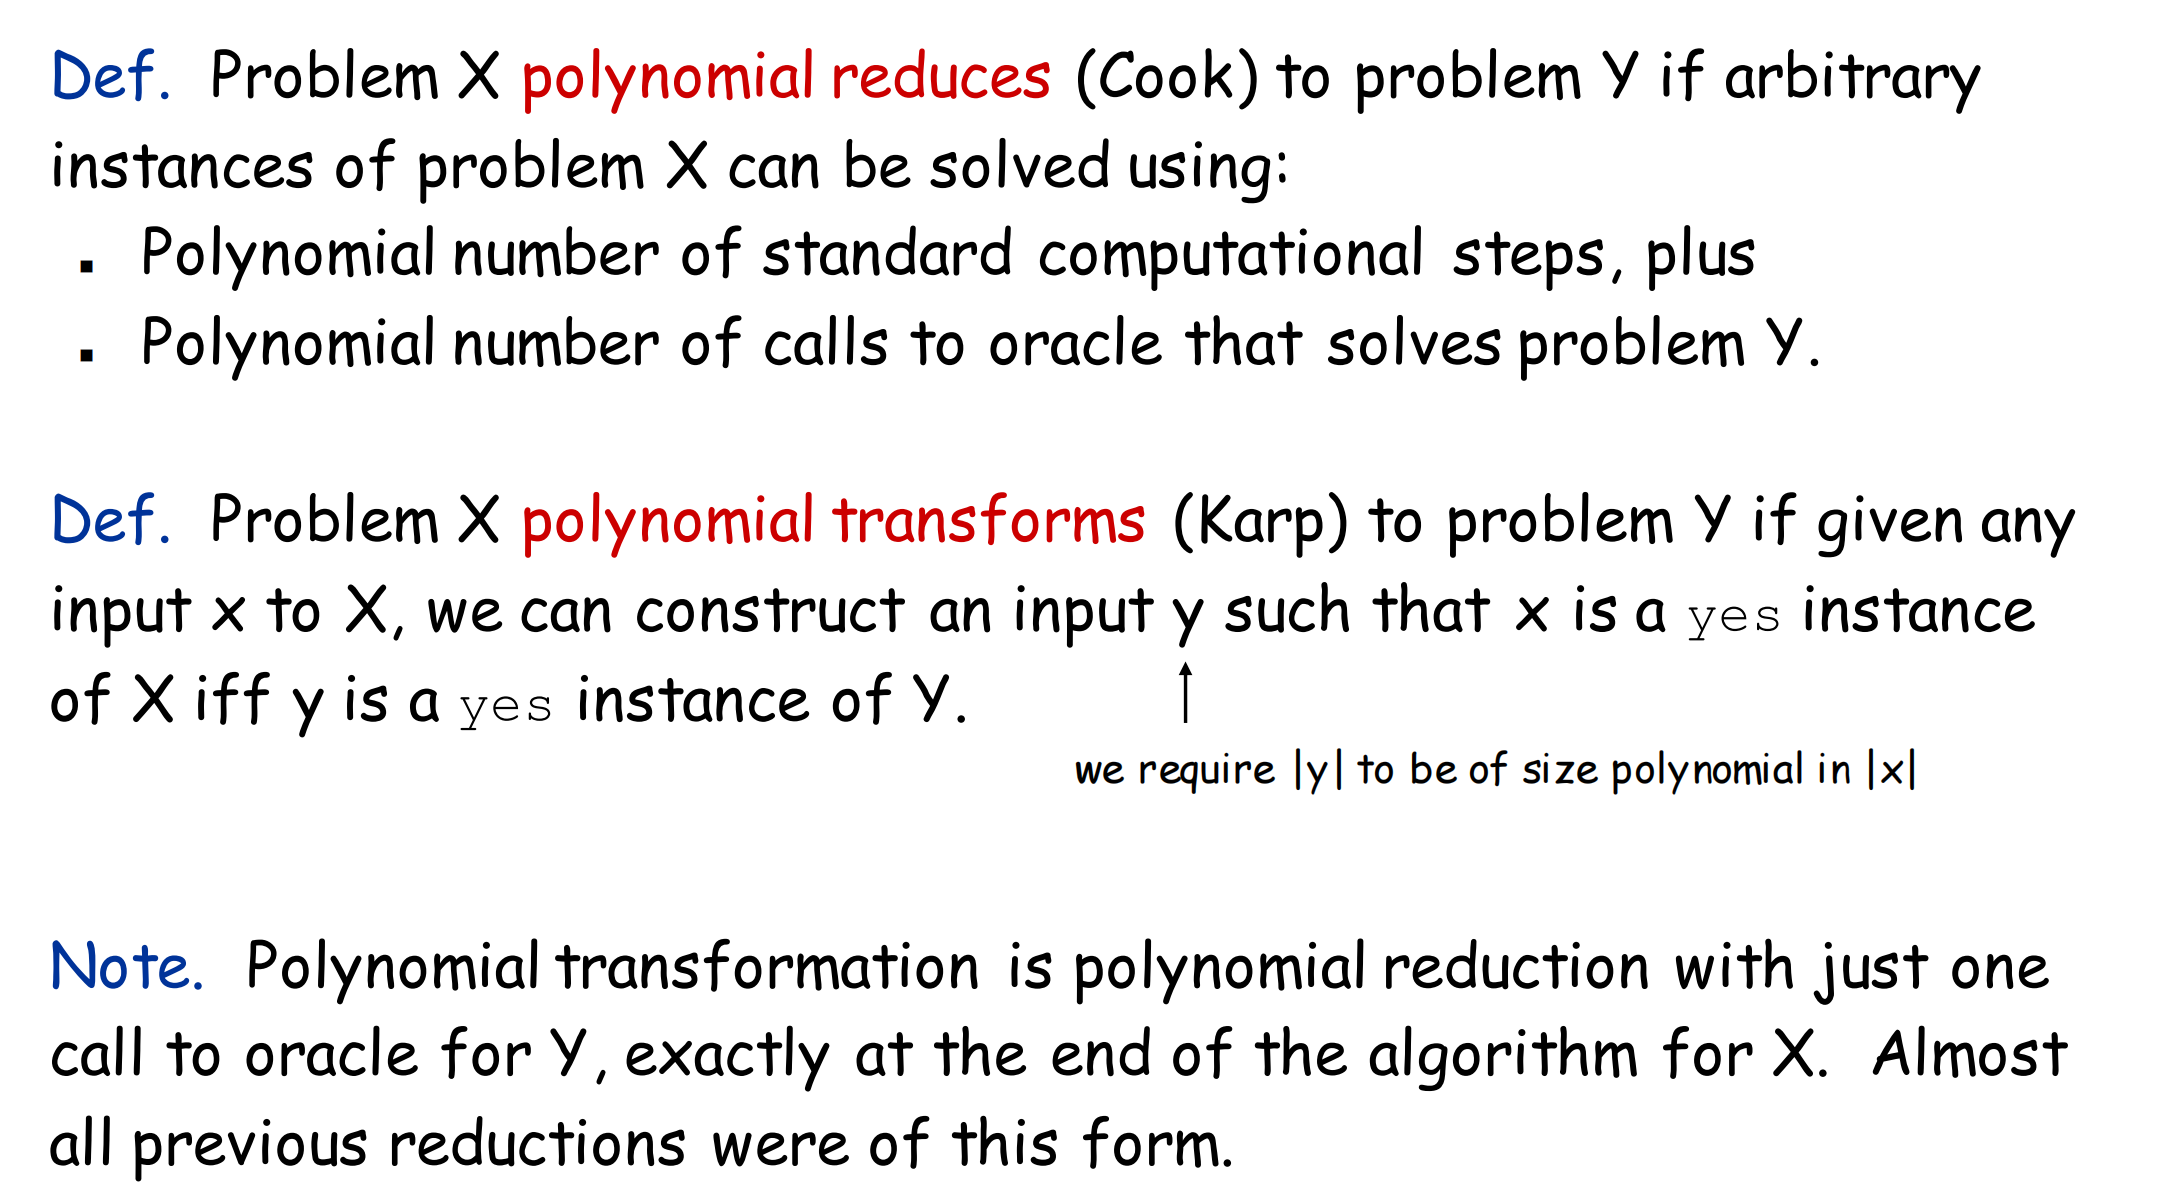 Def. Problem X polynomial reduces (Cook) to problem Y if arbitrary
instances of problem X can be solved using:
▪ Polynomial number of standard computational steps, plus
▪ Polynomial number of calls to oracle that solves problem Y.
Def. Problem X polynomial transforms (Karp) to problem Y if given any
input x to X, we can construct an input y such that x is a yes instance
of X iff y is a yes instance of Y.
we require |y| to be of size polynomial in |x|
Note. Polynomial transformation is polynomial reduction with just one
call to oracle for Y, exactly at the end of the algorithm for X. Almost
all previous reductions were of this form.